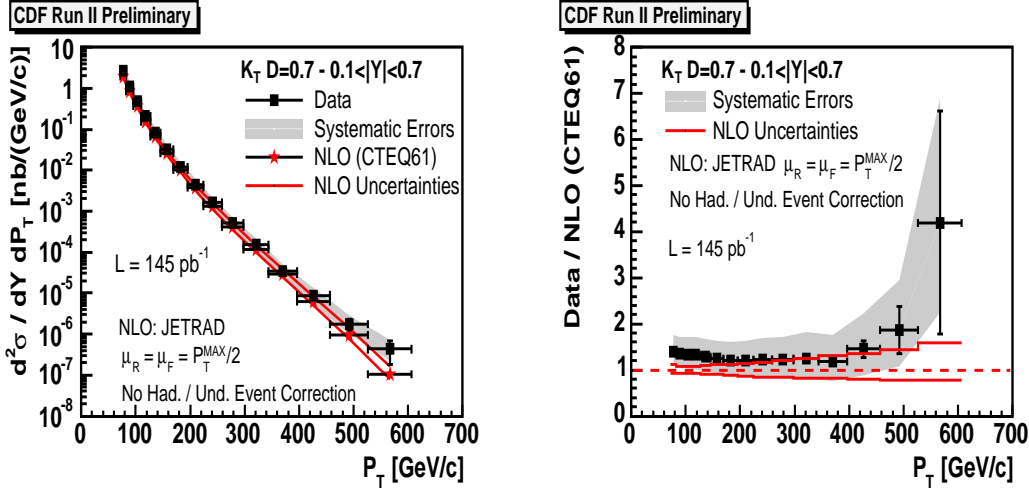 CDF Run II Preliminary
d²σ / dY dP_T [nb/(GeV/c)]
10
1
10⁻¹
10⁻²
10⁻³
10⁻⁴
10⁻⁵
10⁻⁶
10⁻⁷
10⁻⁸
K_T D=0.7 - 0.1<|Y|<0.7
Data
Systematic Errors
NLO (CTEQ61)
NLO Uncertainties
L = 145 pb⁻¹
NLO: JETRAD
μ_R = μ_F = P_T^MAX/2
No Had. / Und. Event Correction
0 100 200 300 400 500 600 700
P_T [GeV/c]
CDF Run II Preliminary
Data / NLO (CTEQ61)
8
7
6
5
4
3
2
1
0
K_T D=0.7 - 0.1<|Y|<0.7
Systematic Errors
NLO Uncertainties
NLO: JETRAD μ_R = μ_F = P_T^MAX/2
No Had. / Und. Event Correction
L = 145 pb⁻¹
0 100 200 300 400 500 600 700
P_T [GeV/c]